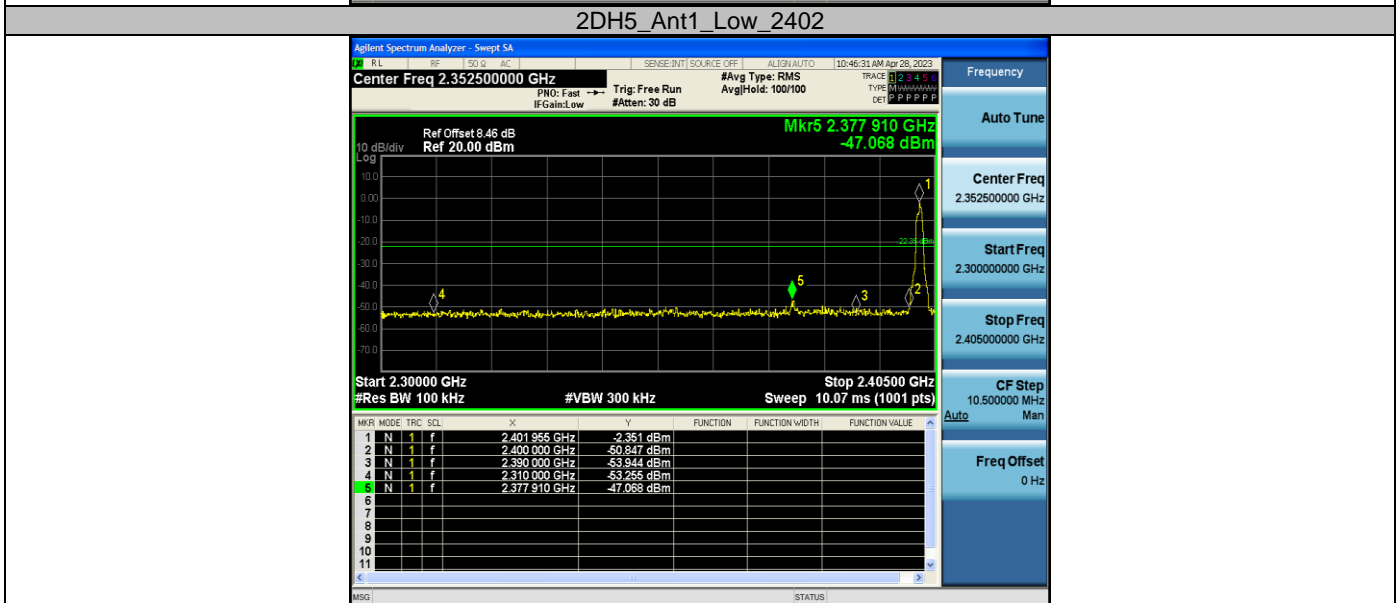 2DH5_Ant1_Low_2402
Agilent Spectrum Analyzer - Swept SA
RL RF 50 Ω AC SENSE:INT SOURCE OFF ALIGNAUTO 10:46:31 AM Apr 28, 2023
Center Freq 2.352500000 GHz
PNO: Fast
IFGain:Low
Trig: Free Run
#Atten: 30 dB
#Avg Type: RMS
Avg|Hold: 100/100
TRACE 1 2 3 4 5 6
TYPE M
DET P P P P P P
Mkr5 2.377 910 GHz
-47.068 dBm
Ref Offset 8.46 dB
10 dB/div Ref 20.00 dBm
Log
10.0
0.00
-10.0
-20.0
-30.0
-40.0
-50.0
-60.0
-70.0
1
2
3
4
5
Start 2.30000 GHz Stop 2.40500 GHz
#Res BW 100 kHz #VBW 300 kHz Sweep 10.07 ms (1001 pts)
MKR MODE TRC SCL X Y FUNCTION FUNCTION WIDTH FUNCTION VALUE
1 N 1 f 2.401 955 GHz -2.351 dBm
2 N 1 f 2.400 000 GHz -50.847 dBm
3 N 1 f 2.390 000 GHz -53.944 dBm
4 N 1 f 2.310 000 GHz -53.255 dBm
5 N 1 f 2.377 910 GHz -47.068 dBm
6
7
8
9
10
11
MSG STATUS
Frequency
Auto Tune
Center Freq
2.352500000 GHz
Start Freq
2.300000000 GHz
Stop Freq
2.405000000 GHz
CF Step
10.500000 MHz
Auto Man
Freq Offset
0 Hz